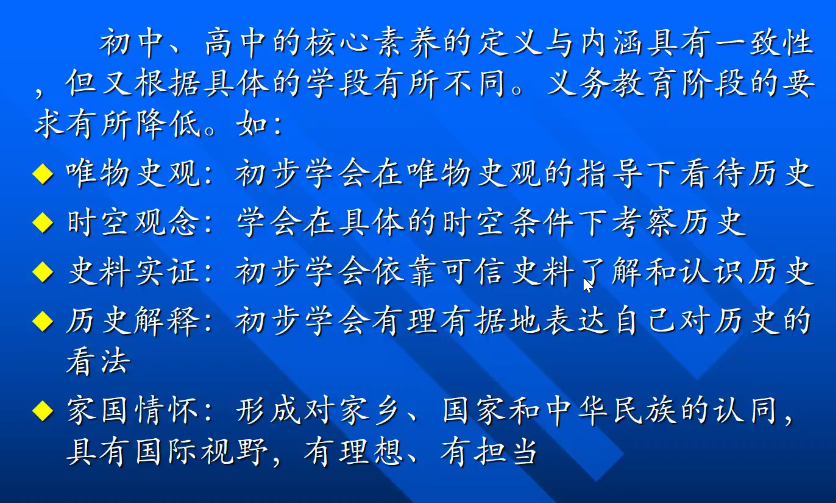 初中、高中的核心素养的定义与内涵具有一致性
，但又根据具体的学段有所不同。义务教育阶段的要
求有所降低。如：
唯物史观：初步学会在唯物史观的指导下看待历史
时空观念：学会在具体的时空条件下考察历史
史料实证：初步学会依靠可信史料了解和认识历史
历史解释：初步学会有理有据地表达自己对历史的
看法
家国情怀：形成对家乡、国家和中华民族的认同，
具有国际视野，有理想、有担当